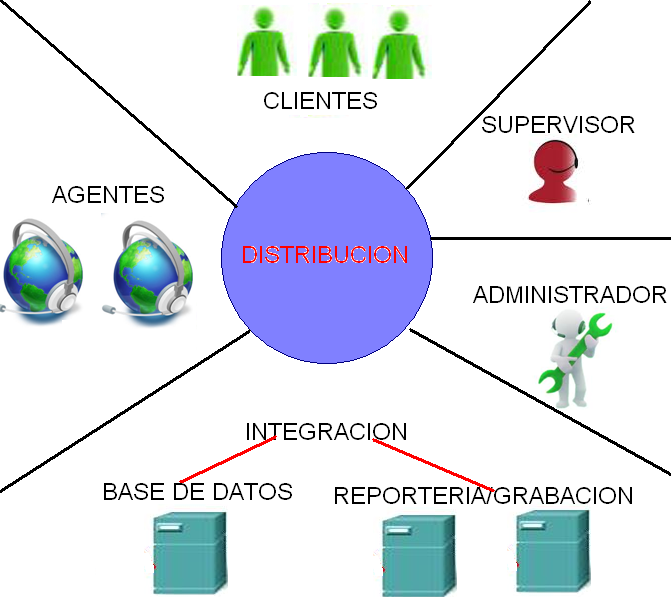 CLIENTES
SUPERVISOR
AGENTES
DISTRIBUCION
ADMINISTRADOR
INTEGRACION
BASE DE DATOS
REPORTERIA/GRABACION